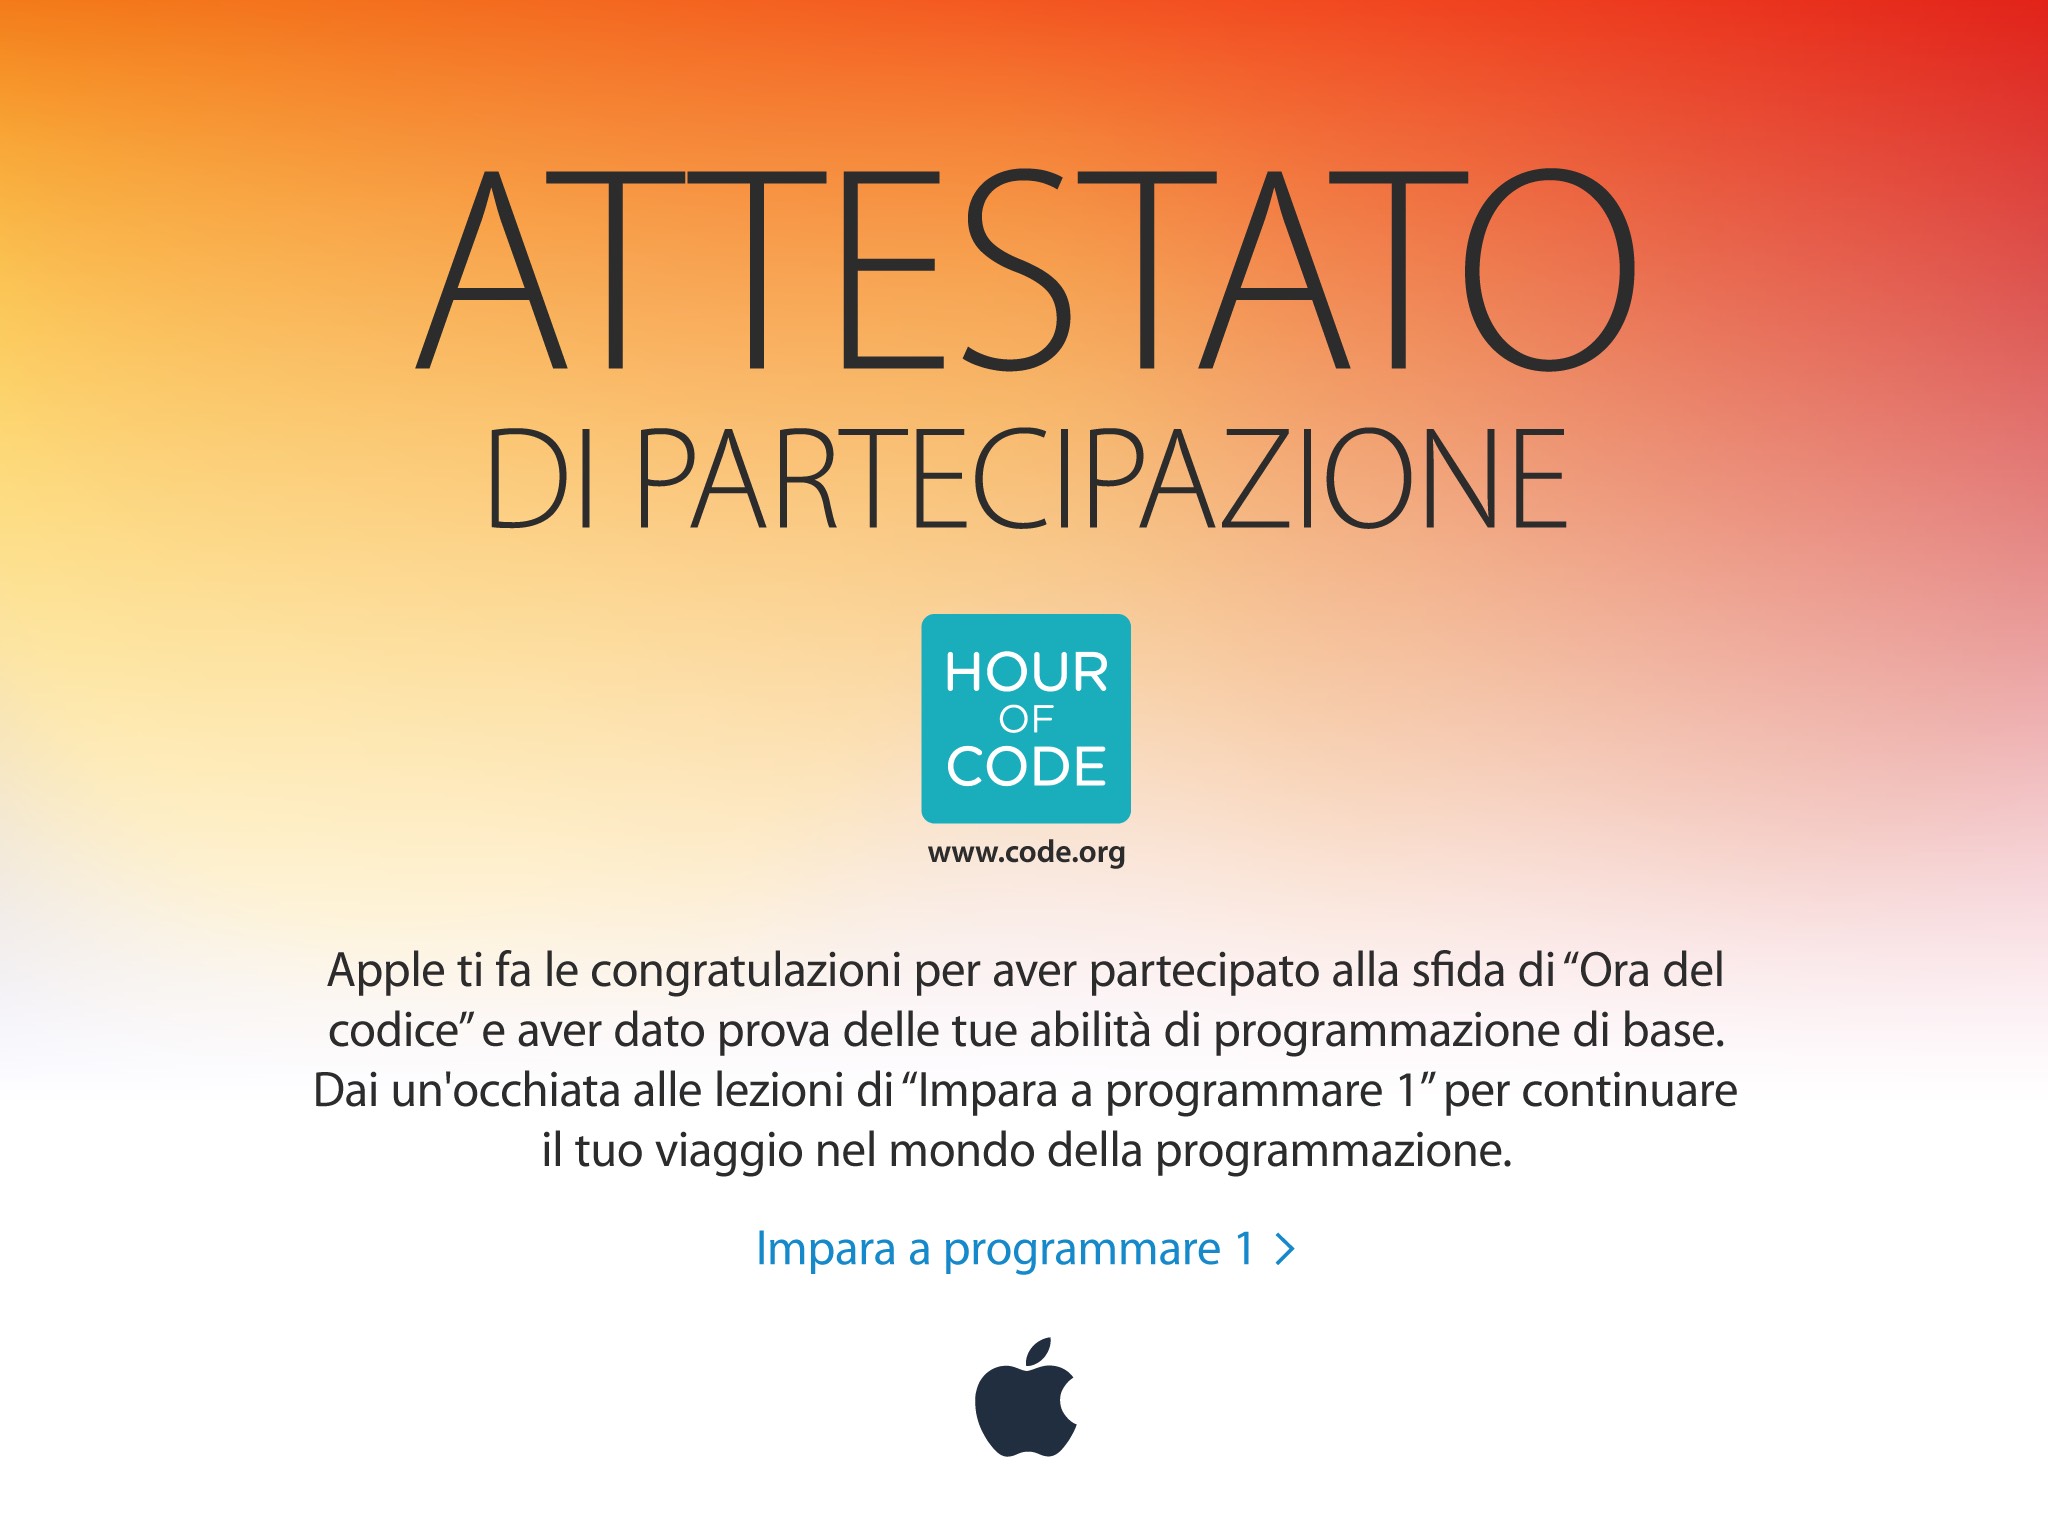 ATTESTATO
DI PARTECIPAZIONE
HOUR
OF
CODE
www.code.org
Apple ti fa le congratulazioni per aver partecipato alla sfida di “Ora del
codice” e aver dato prova delle tue abilità di programmazione di base.
Dai un'occhiata alle lezioni di “Impara a programmare 1” per continuare
il tuo viaggio nel mondo della programmazione.
Impara a programmare 1 >